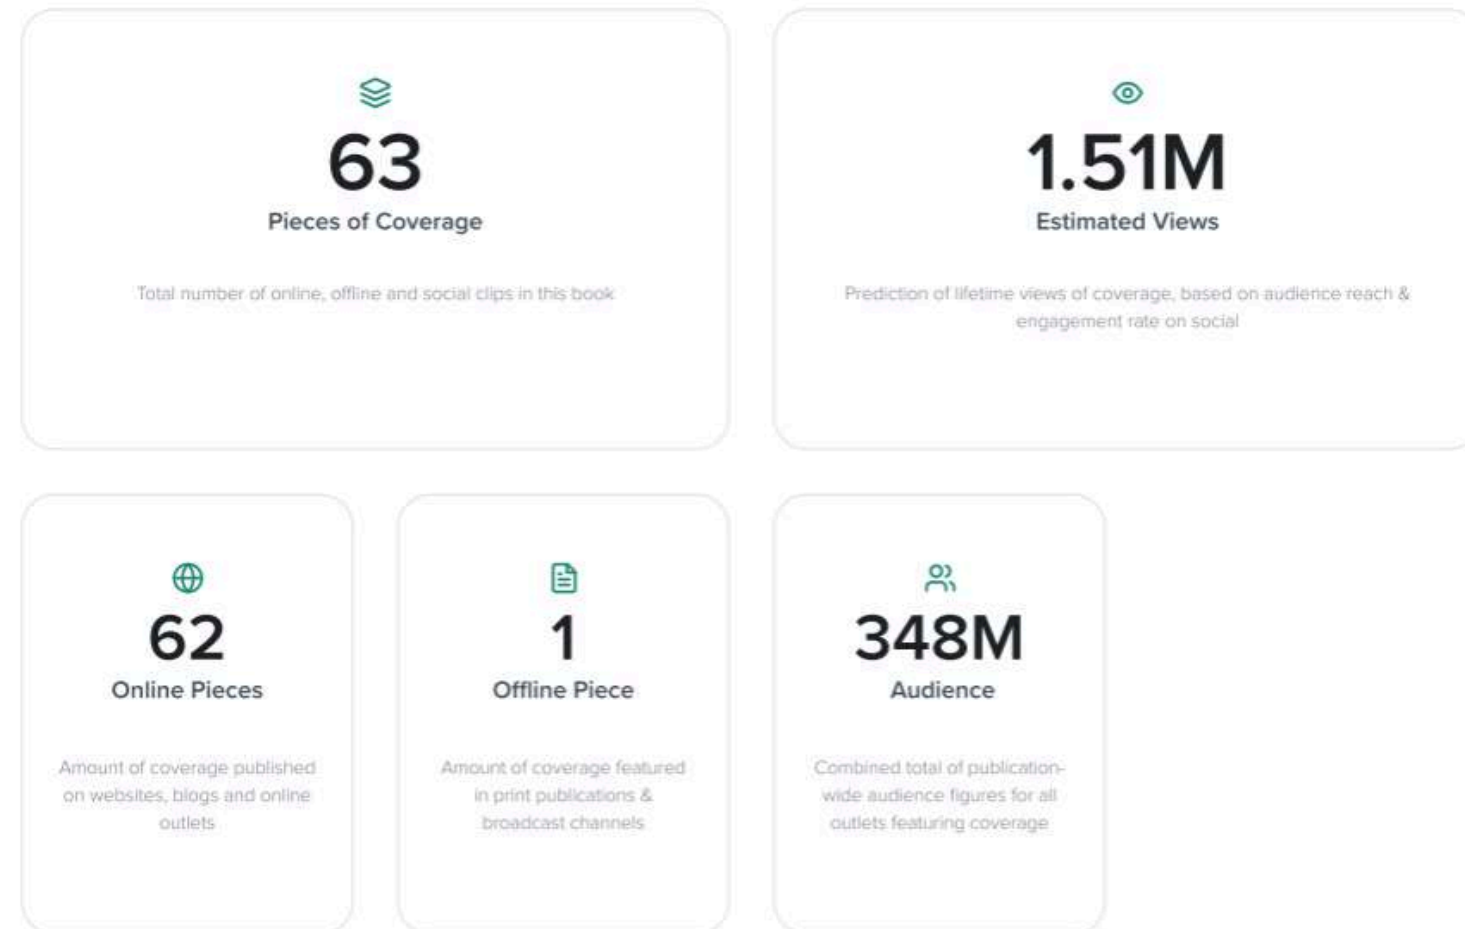 63
Pieces of Coverage
Total number of online, offline and social clips in this book
1.51M
Estimated Views
Prediction of lifetime views of coverage, based on audience reach &
engagement rate on social
62
Online Pieces
Amount of coverage published
on websites, blogs and online
outlets
1
Offline Piece
Amount of coverage featured
in print publications &
broadcast channels
348M
Audience
Combined total of publication-
wide audience figures for all
outlets featuring coverage